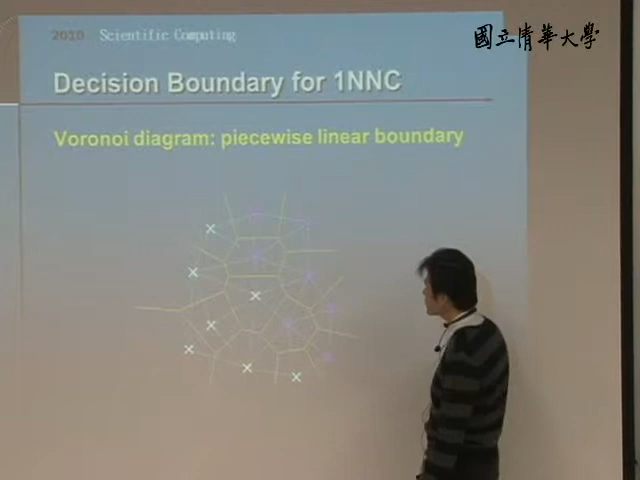 2010 Scientific Computing
國立清華大學
Decision Boundary for 1NNC
Voronoi diagram: piecewise linear boundary